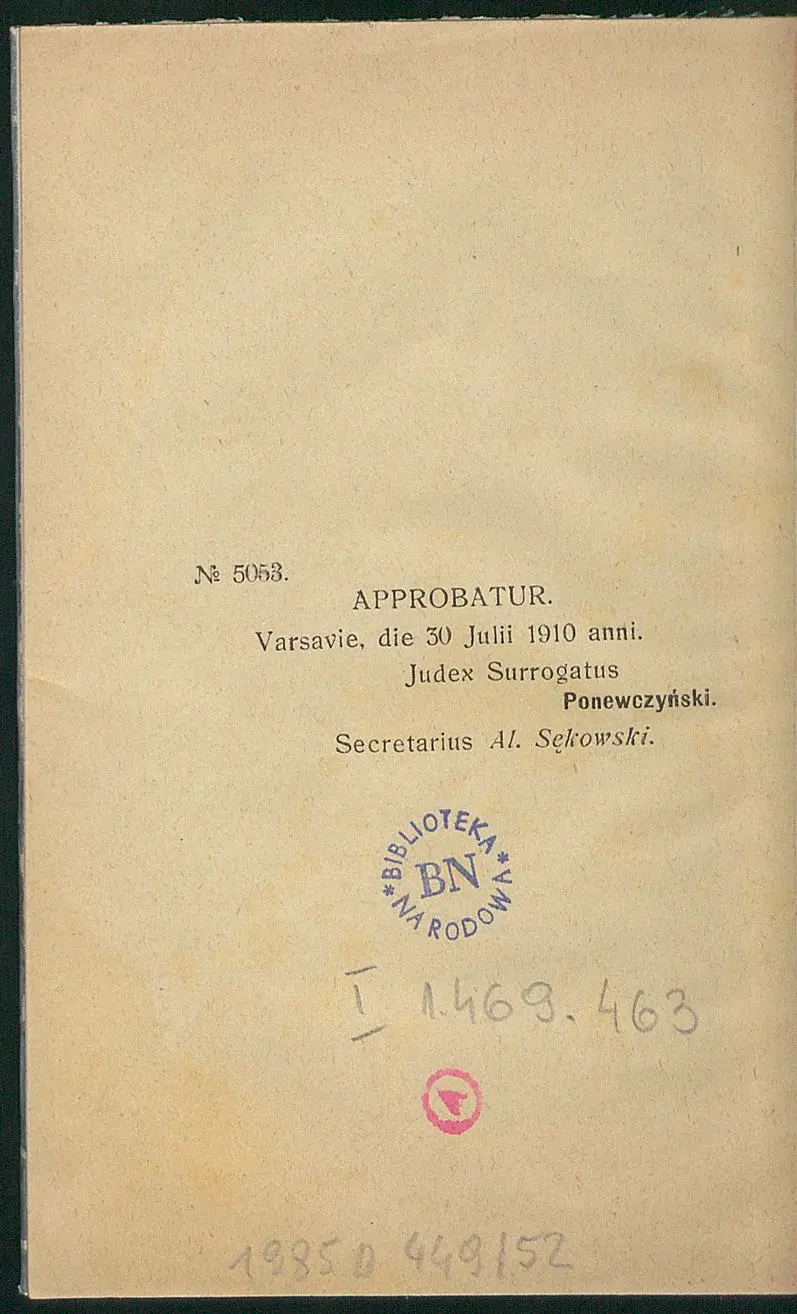 № 5053.
APPROBATUR.
Varsavie, die 30 Julii 1910 anni.
Judex Surrogatus
Ponewczyński.
Secretarius Al. Sękowski.
*BIBLIOTEKA*
BN
NARODOWA
I 1.469.463
1985 D 449/52